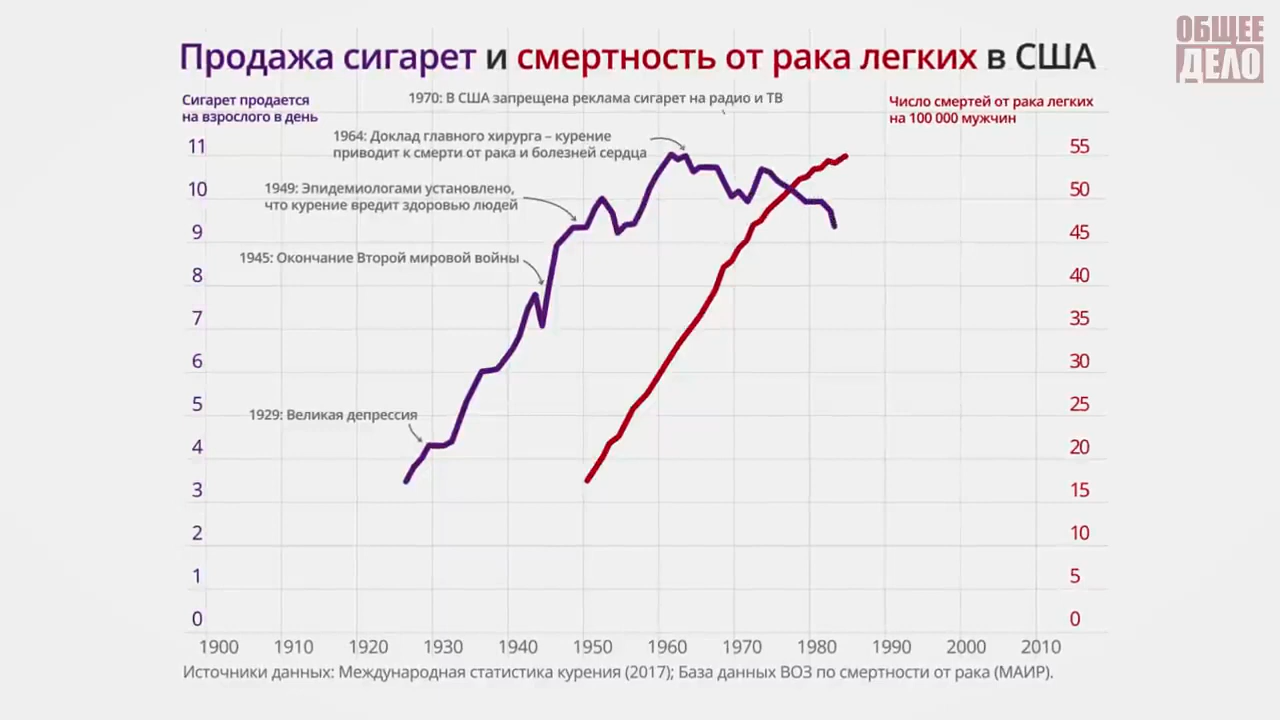 ОБЩЕЕ
ДЕЛО
Продажа сигарет и смертность от рака легких в США
Сигарет продается
на взрослого в день
1970: В США запрещена реклама сигарет на радио и ТВ
Число смертей от рака легких
на 100 000 мужчин
1964: Доклад главного хирурга – курение
приводит к смерти от рака и болезней сердца
1949: Эпидемиологами установлено,
что курение вредит здоровью людей
1945: Окончание Второй мировой войны
1929: Великая депрессия
11
10
9
8
7
6
5
4
3
2
1
0
55
50
45
40
35
30
25
20
15
10
5
0
1900 1910 1920 1930 1940 1950 1960 1970 1980 1990 2000 2010
Источники данных: Международная статистика курения (2017); База данных ВОЗ по смертности от рака (МАИР).